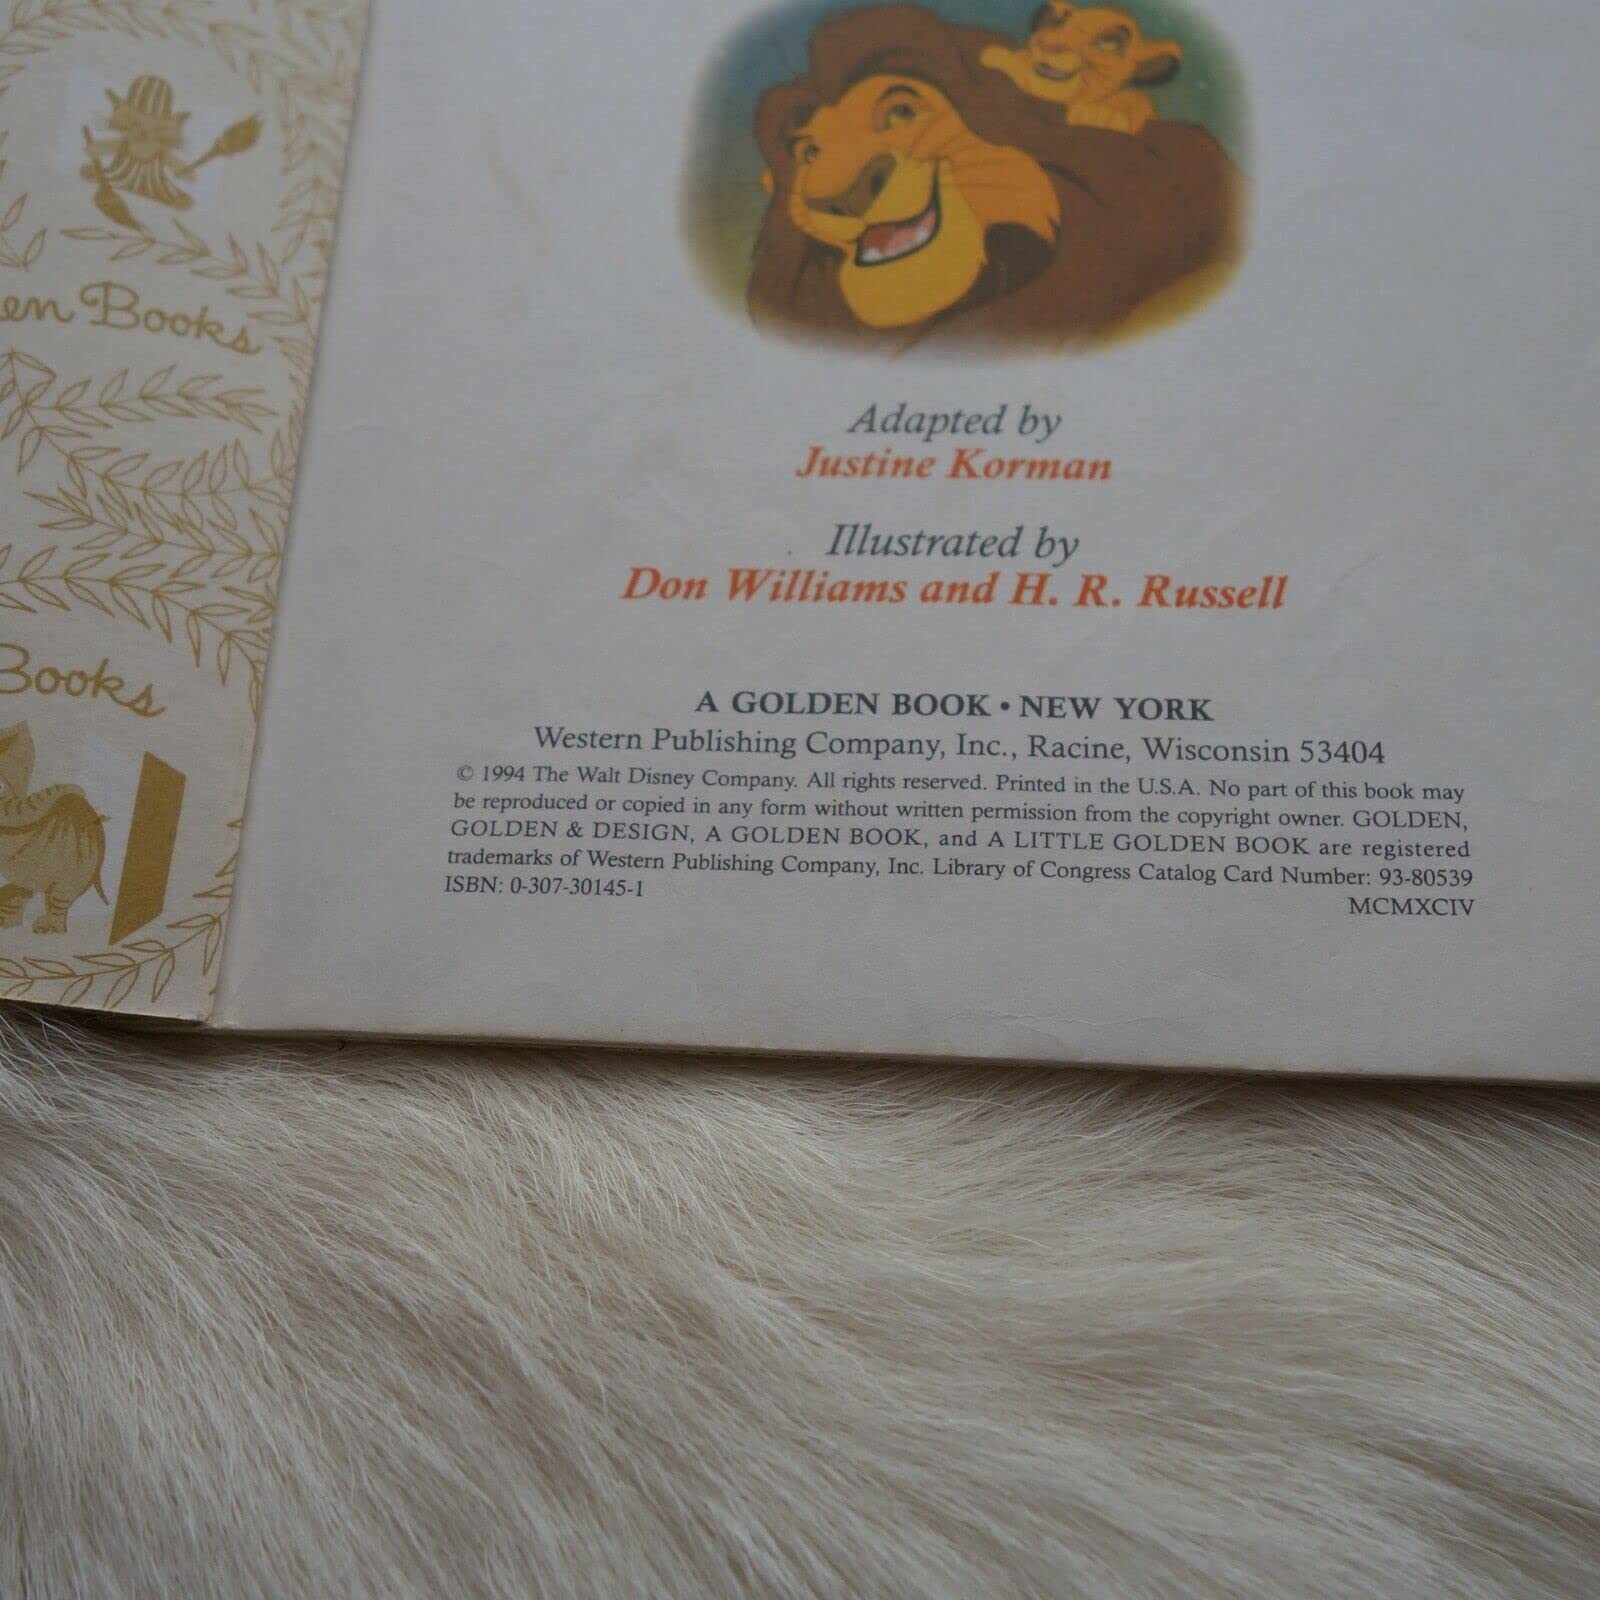 en Books
Books
Adapted by
Justine Korman
Illustrated by
Don Williams and H. R. Russell
A GOLDEN BOOK • NEW YORK
Western Publishing Company, Inc., Racine, Wisconsin 53404
© 1994 The Walt Disney Company. All rights reserved. Printed in the U.S.A. No part of this book may
be reproduced or copied in any form without written permission from the copyright owner. GOLDEN,
GOLDEN & DESIGN, A GOLDEN BOOK, and A LITTLE GOLDEN BOOK are registered
trademarks of Western Publishing Company, Inc. Library of Congress Catalog Card Number: 93-80539
ISBN: 0-307-30145-1
MCMXCIV